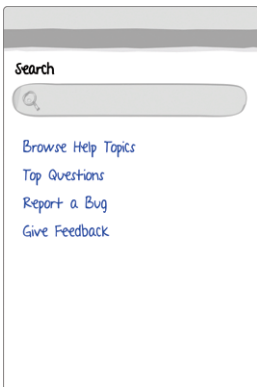 Search
Browse Help Topics
Top Questions
Report a Bug
Give Feedback